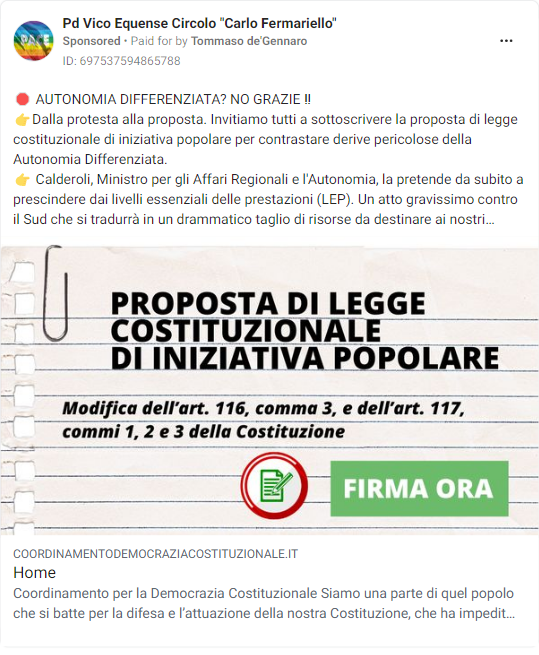 Pd Vico Equense Circolo "Carlo Fermariello"
Sponsored • Paid for by Tommaso de'Gennaro
ID: 697537594865788
🛑 AUTONOMIA DIFFERENZIATA? NO GRAZIE ‼
👉Dalla protesta alla proposta. Invitiamo tutti a sottoscrivere la proposta di legge
costituzionale di iniziativa popolare per contrastare derive pericolose della
Autonomia Differenziata.
👉 Calderoli, Ministro per gli Affari Regionali e l'Autonomia, la pretende da subito a
prescindere dai livelli essenziali delle prestazioni (LEP). Un atto gravissimo contro
il Sud che si tradurrà in un drammatico taglio di risorse da destinare ai nostri…
PROPOSTA DI LEGGE
COSTITUZIONALE
DI INIZIATIVA POPOLARE
Modifica dell'art. 116, comma 3, e dell'art. 117,
commi 1, 2 e 3 della Costituzione
FIRMA ORA
COORDINAMENTODEMOCRAZIACOSTITUZIONALE.IT
Home
Coordinamento per la Democrazia Costituzionale Siamo una parte di quel popolo
che si batte per la difesa e l'attuazione della nostra Costituzione, che ha impedit…